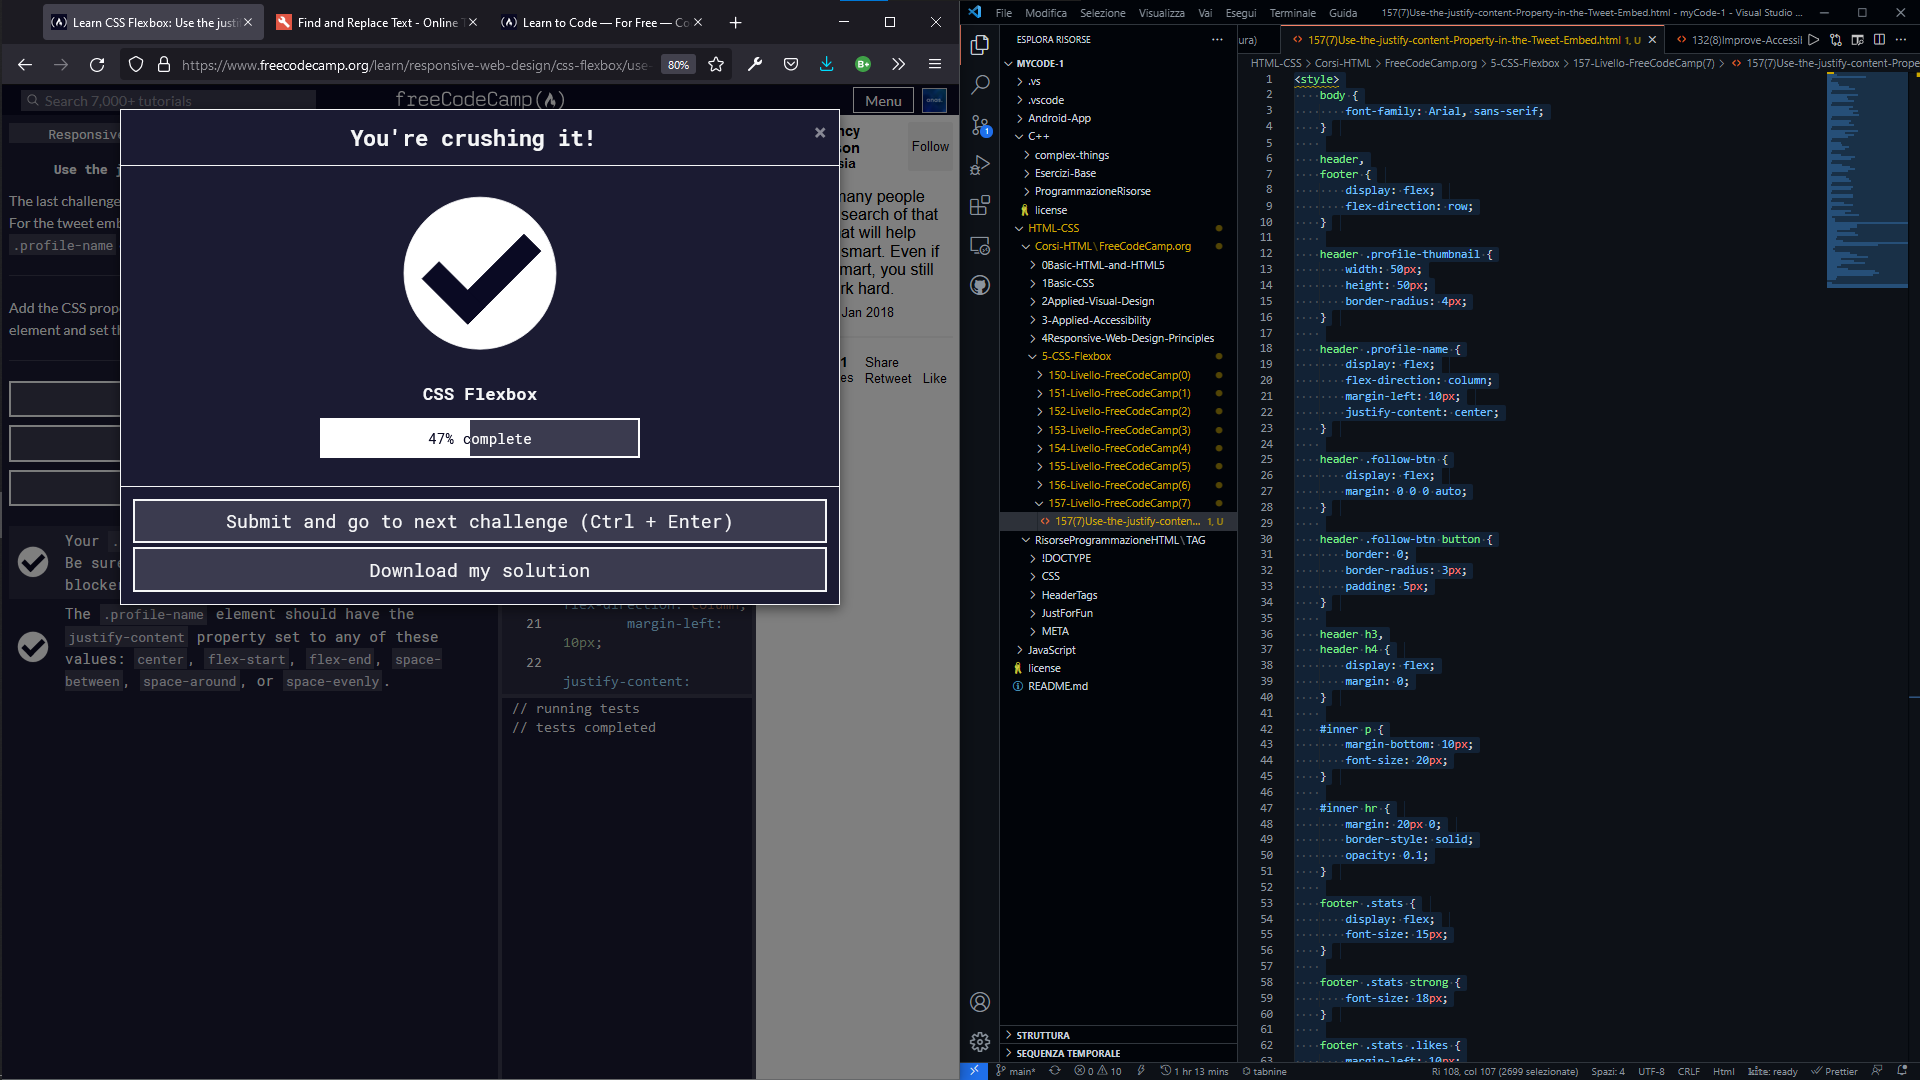 Learn CSS Flexbox: Use the justif
Find and Replace Text - Online T
Learn to Code — For Free — Co
https://www.freecodecamp.org/learn/responsive-web-design/css-flexbox/use-
80%
Search 7,000+ tutorials
freeCodeCamp
Menu
Responsive
Use the j
The last challenge
For the tweet emb
.profile-name
Add the CSS prop
element and set th
You're crushing it!
CSS Flexbox
47% complete
Submit and go to next challenge (Ctrl + Enter)
Download my solution
Follow
many people
search of that
at will help
smart. Even if
mart, you still
rk hard.
Jan 2018
1
Share
Retweet
Like
Your
Be sure
blocker
The .profile-name element should have the
justify-content property set to any of these
values: center, flex-start, flex-end, space-
between, space-around, or space-evenly.
flex-direction: column;
21 margin-left:
10px;
22
justify-content:
// running tests
// tests completed
File Modifica Selezione Visualizza Vai Esegui Terminale Guida
157(7)Use-the-justify-content-Property-in-the-Tweet-Embed.html - myCode-1 - Visual Studio ...
ESPLORA RISORSE
MYCODE-1
.vs
.vscode
Android-App
C++
complex-things
Esercizi-Base
ProgrammazioneRisorse
license
HTML-CSS
Corsi-HTML\FreeCodeCamp.org
0Basic-HTML-and-HTML5
1Basic-CSS
2Applied-Visual-Design
3-Applied-Accessibility
4Responsive-Web-Design-Principles
5-CSS-Flexbox
150-Livello-FreeCodeCamp(0)
151-Livello-FreeCodeCamp(1)
152-Livello-FreeCodeCamp(2)
153-Livello-FreeCodeCamp(3)
154-Livello-FreeCodeCamp(4)
155-Livello-FreeCodeCamp(5)
156-Livello-FreeCodeCamp(6)
157-Livello-FreeCodeCamp(7)
157(7)Use-the-justify-conten... 1, U
RisorseProgrammazioneHTML\TAG
!DOCTYPE
CSS
HeaderTags
JustForFun
META
JavaScript
license
README.md
STRUTTURA
SEQUENZA TEMPORALE
ura)
157(7)Use-the-justify-content-Property-in-the-Tweet-Embed.html 1, U
132(8)Improve-Accessil
HTML-CSS > Corsi-HTML > FreeCodeCamp.org > 5-CSS-Flexbox > 157-Livello-FreeCodeCamp(7) > 157(7)Use-the-justify-content-Prope
1 <style>
2 body {
3 font-family: Arial, sans-serif;
4 }
5
6 header,
7 footer {
8 display: flex;
9 flex-direction: row;
10 }
11
12 header .profile-thumbnail {
13 width: 50px;
14 height: 50px;
15 border-radius: 4px;
16 }
17
18 header .profile-name {
19 display: flex;
20 flex-direction: column;
21 margin-left: 10px;
22 justify-content: center;
23 }
24
25 header .follow-btn {
26 display: flex;
27 margin: 0 0 0 auto;
28 }
29
30 header .follow-btn button {
31 border: 0;
32 border-radius: 3px;
33 padding: 5px;
34 }
35
36 header h3,
37 header h4 {
38 display: flex;
39 margin: 0;
40 }
41
42 #inner p {
43 margin-bottom: 10px;
44 font-size: 20px;
45 }
46
47 #inner hr {
48 margin: 20px 0;
49 border-style: solid;
50 opacity: 0.1;
51 }
52
53 footer .stats {
54 display: flex;
55 font-size: 15px;
56 }
57
58 footer .stats strong {
59 font-size: 18px;
60 }
61
62 footer .stats .likes {
63 margin-left: 10px;
main* 0 10 1 hr 13 mins tabnine
Ri 108, col 107 (2699 selezionate) Spazi: 4 UTF-8 CRLF Html kite: ready Prettier